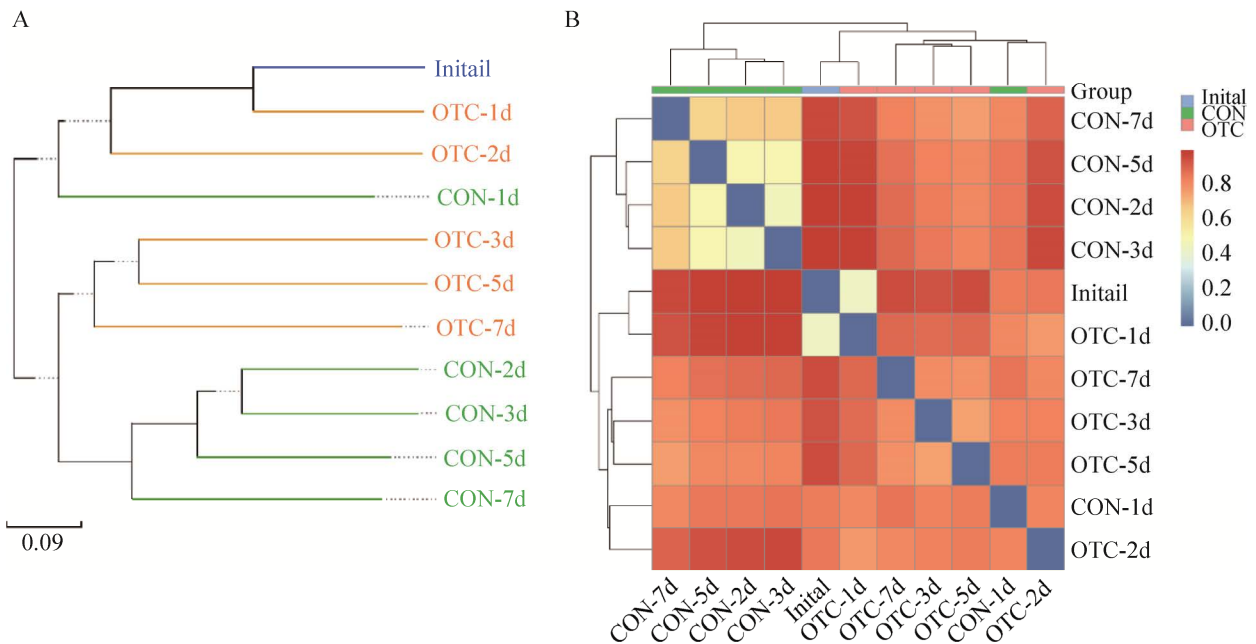 A
Initail
OTC-1d
OTC-2d
CON-1d
OTC-3d
OTC-5d
OTC-7d
CON-2d
CON-3d
CON-5d
CON-7d
0.09
B
Group
CON-7d
CON-5d
CON-2d
CON-3d
Initail
OTC-1d
OTC-7d
OTC-3d
OTC-5d
CON-1d
OTC-2d
Inital
CON
OTC
0.8
0.6
0.4
0.2
0.0
CON-7d CON-5d CON-2d CON-3d Inital OTC-1d OTC-7d OTC-3d OTC-5d CON-1d OTC-2d